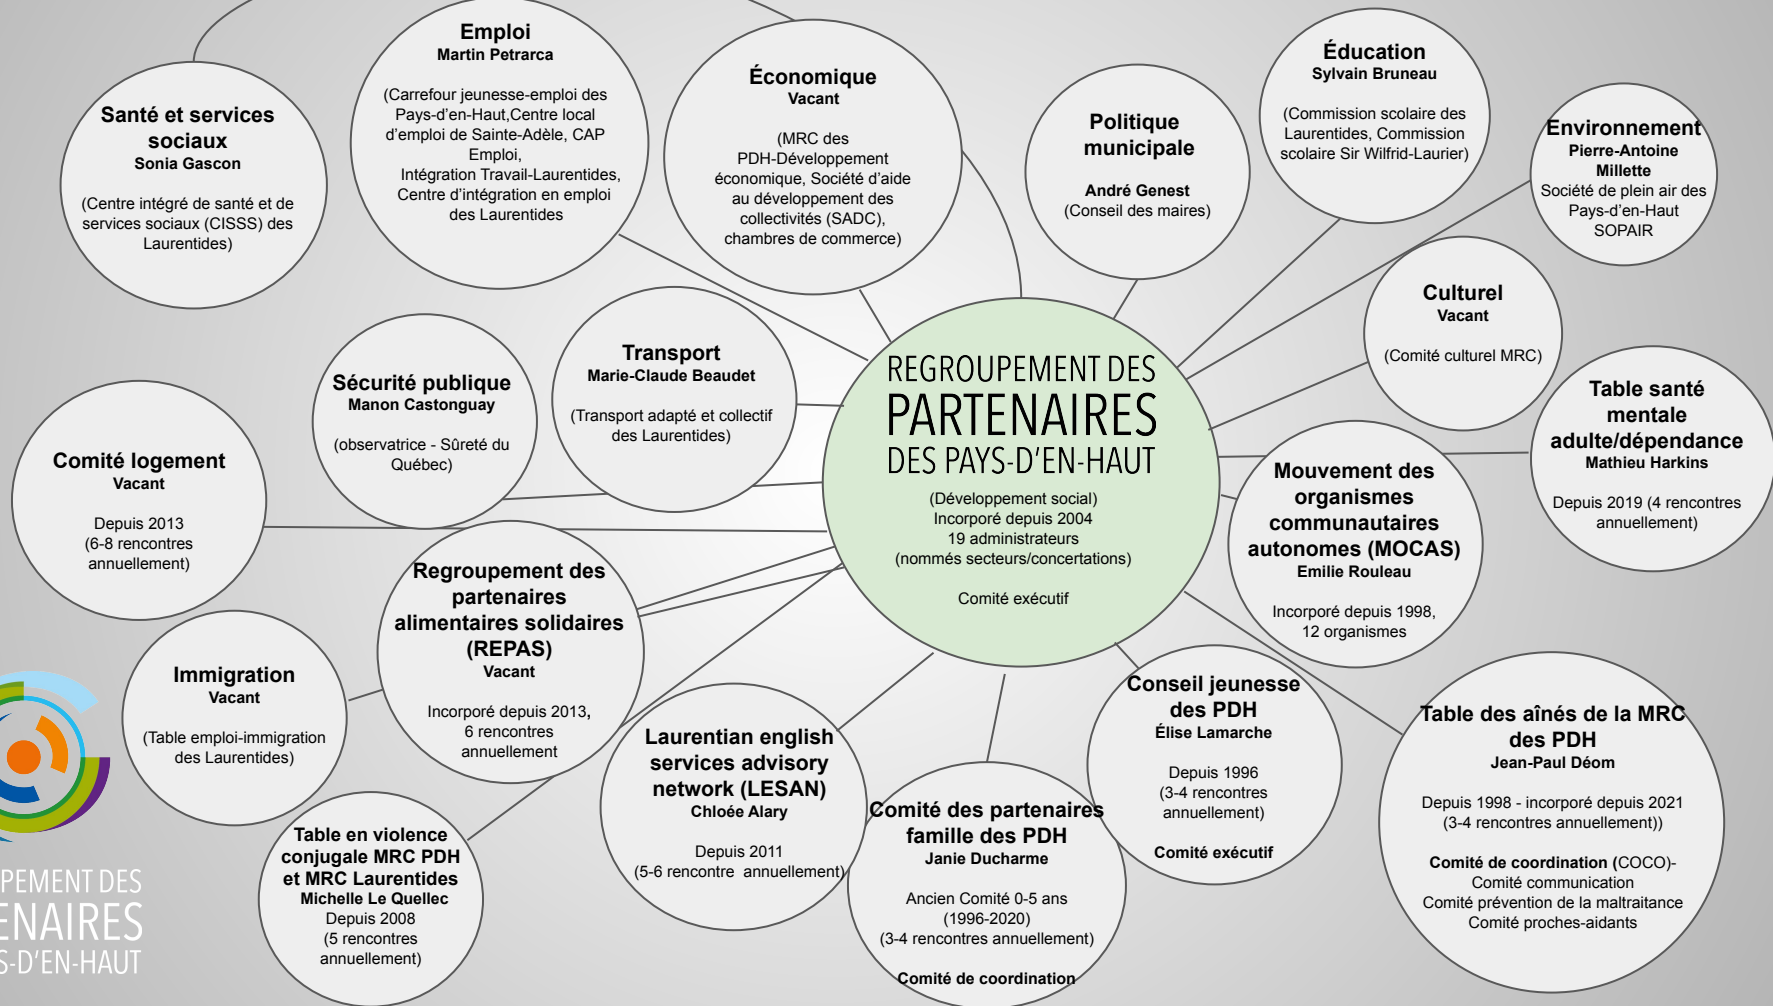 Emploi
Martin Petrarca
(Carrefour jeunesse-emploi des
Pays-d'en-Haut,Centre local
d'emploi de Sainte-Adèle, CAP
Emploi,
Intégration Travail-Laurentides,
Centre d'intégration en emploi
des Laurentides
Économique
Vacant
(MRC des
PDH-Développement
économique, Société d'aide
au développement des
collectivités (SADC),
chambres de commerce)
Éducation
Sylvain Bruneau
(Commission scolaire des
Laurentides, Commission
scolaire Sir Wilfrid-Laurier)
Santé et services
sociaux
Sonia Gascon
(Centre intégré de santé et de
services sociaux (CISSS) des
Laurentides)
Politique
municipale
André Genest
(Conseil des maires)
Environnement
Pierre-Antoine
Millette
Société de plein air des
Pays-d'en-Haut
SOPAIR
Culturel
Vacant
(Comité culturel MRC)
Transport
Marie-Claude Beaudet
(Transport adapté et collectif
des Laurentides)
Sécurité publique
Manon Castonguay
(observatrice - Sûreté du
Québec)
REGROUPEMENT DES
PARTENAIRES
DES PAYS-D'EN-HAUT
(Développement social)
Incorporé depuis 2004
19 administrateurs
(nommés secteurs/concertations)
Comité exécutif
Table santé
mentale
adulte/dépendance
Mathieu Harkins
Depuis 2019 (4 rencontres
annuellement)
Comité logement
Vacant
Depuis 2013
(6-8 rencontres
annuellement)
Mouvement des
organismes
communautaires
autonomes (MOCAS)
Emilie Rouleau
Incorporé depuis 1998,
12 organismes
Regroupement des
partenaires
alimentaires solidaires
(REPAS)
Vacant
Incorporé depuis 2013,
6 rencontres
annuellement
Immigration
Vacant
(Table emploi-immigration
des Laurentides)
Conseil jeunesse
des PDH
Élise Lamarche
Depuis 1996
(3-4 rencontres
annuellement)
Comité exécutif
Table des aînés de la MRC
des PDH
Jean-Paul Déom
Depuis 1998 - incorporé depuis 2021
(3-4 rencontres annuellement))
Comité de coordination (COCO)-
Comité communication
Comité prévention de la maltraitance
Comité proches-aidants
Laurentian english
services advisory
network (LESAN)
Chloée Alary
Depuis 2011
(5-6 rencontre  annuellement)
Comité des partenaires
famille des PDH
Janie Ducharme
Ancien Comité 0-5 ans
(1996-2020)
(3-4 rencontres annuellement)
Comité de coordination
Table en violence
conjugale MRC PDH
et MRC Laurentides
Michelle Le Quellec
Depuis 2008
(5 rencontres
annuellement)
PEMENT DES
ENAIRES
S-D'EN-HAUT